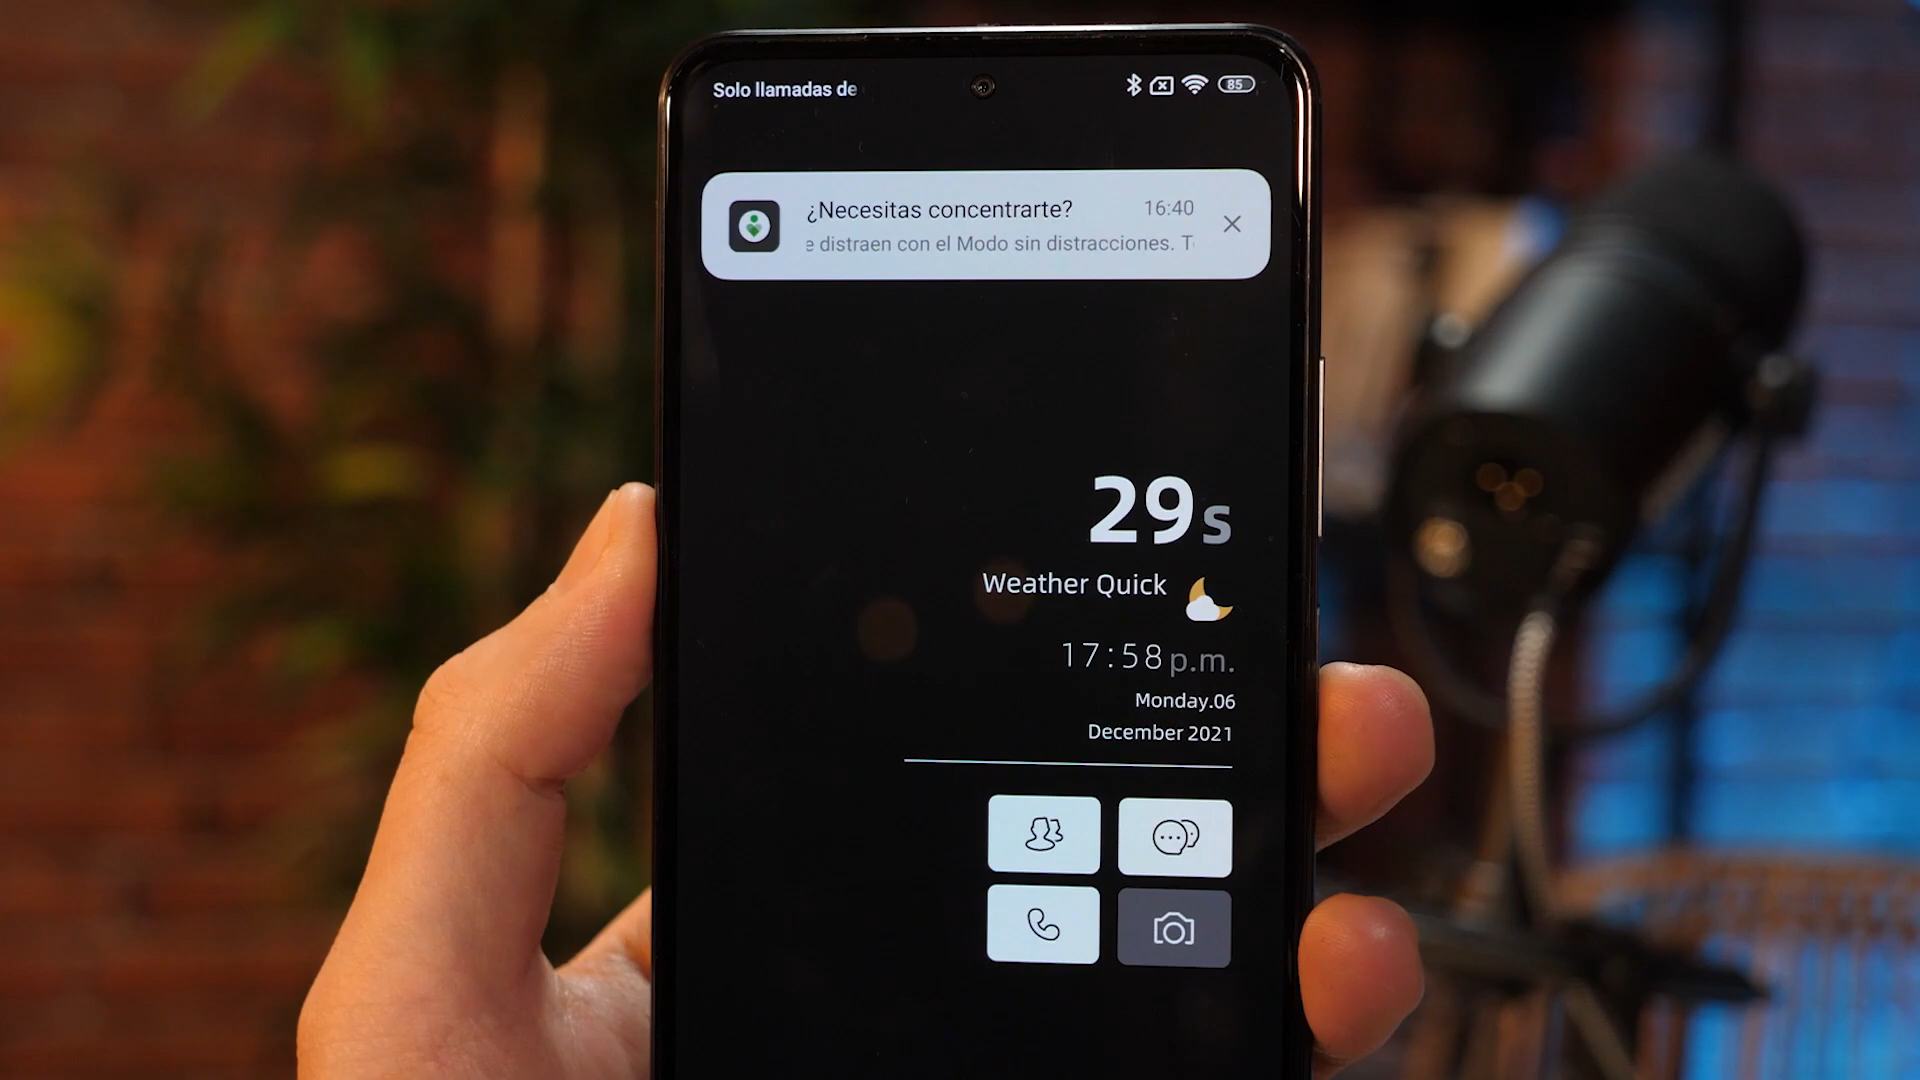 Solo llamadas de
85
¿Necesitas concentrarte? 16:40
e distraen con el Modo sin distracciones. T
29s
Weather Quick
17:58 p.m.
Monday.06
December 2021